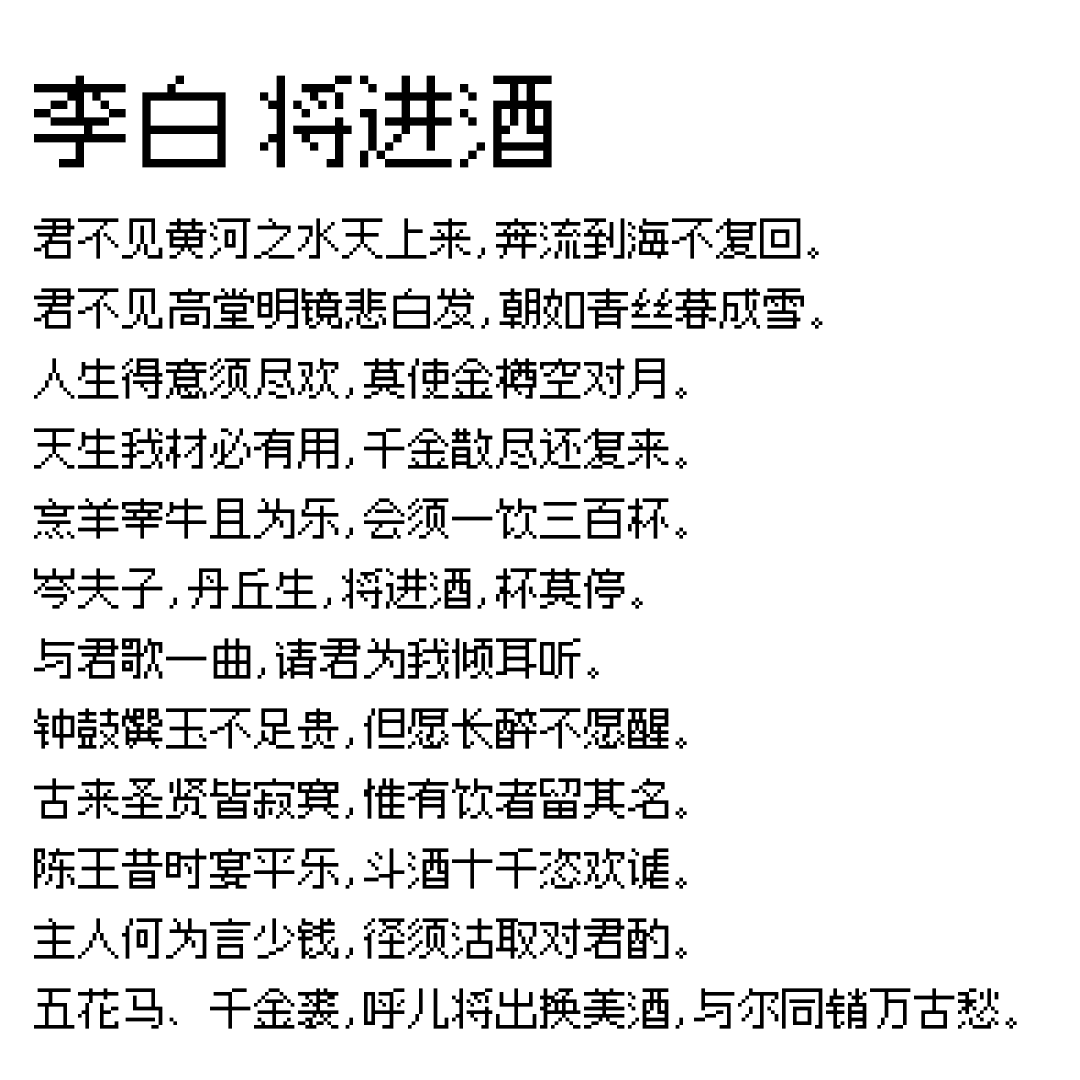 李白 将进酒
君不见黄河之水天上来,奔流到海不复回。
君不见高堂明镜悲白发,朝如青丝暮成雪。
人生得意须尽欢,莫使金樽空对月。
天生我材必有用,千金散尽还复来。
烹羊宰牛且为乐,会须一饮三百杯。
岑夫子,丹丘生,将进酒,杯莫停。
与君歌一曲,请君为我倾耳听。
钟鼓馔玉不足贵,但愿长醉不愿醒。
古来圣贤皆寂寞,惟有饮者留其名。
陈王昔时宴平乐,斗酒十千恣欢谑。
主人何为言少钱,径须沽取对君酌。
五花马、千金裘,呼儿将出换美酒,与尔同销万古愁。